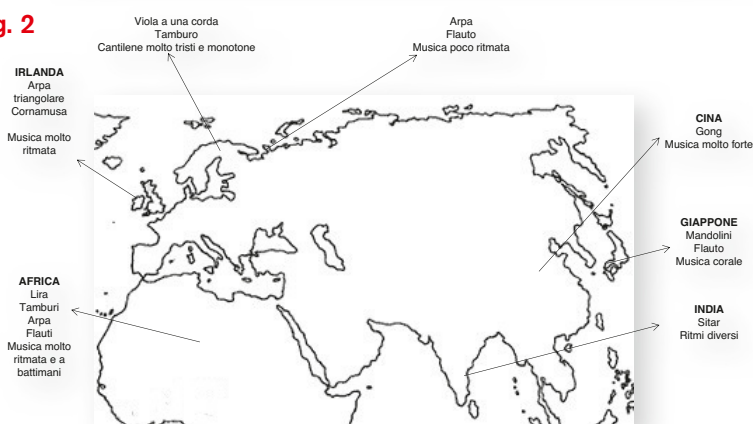 g. 2
Viola a una corda
Tamburo
Cantilene molto tristi e monotone
Arpa
Flauto
Musica poco ritmata
IRLANDA
Arpa
triangolare
Cornamusa
Musica molto
ritmata
CINA
Gong
Musica molto forte
GIAPPONE
Mandolini
Flauto
Musica corale
AFRICA
Lira
Tamburi
Arpa
Flauti
Musica molto
ritmata e a
battimani
INDIA
Sitar
Ritmi diversi